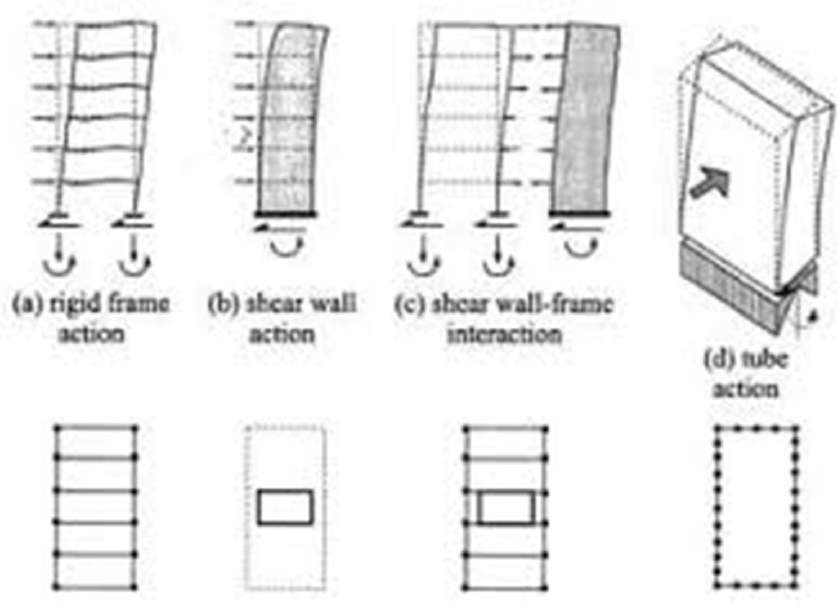 (a) rigid frame
action
(b) shear wall
action
(c) shear wall-frame
interaction
(d) tube
action